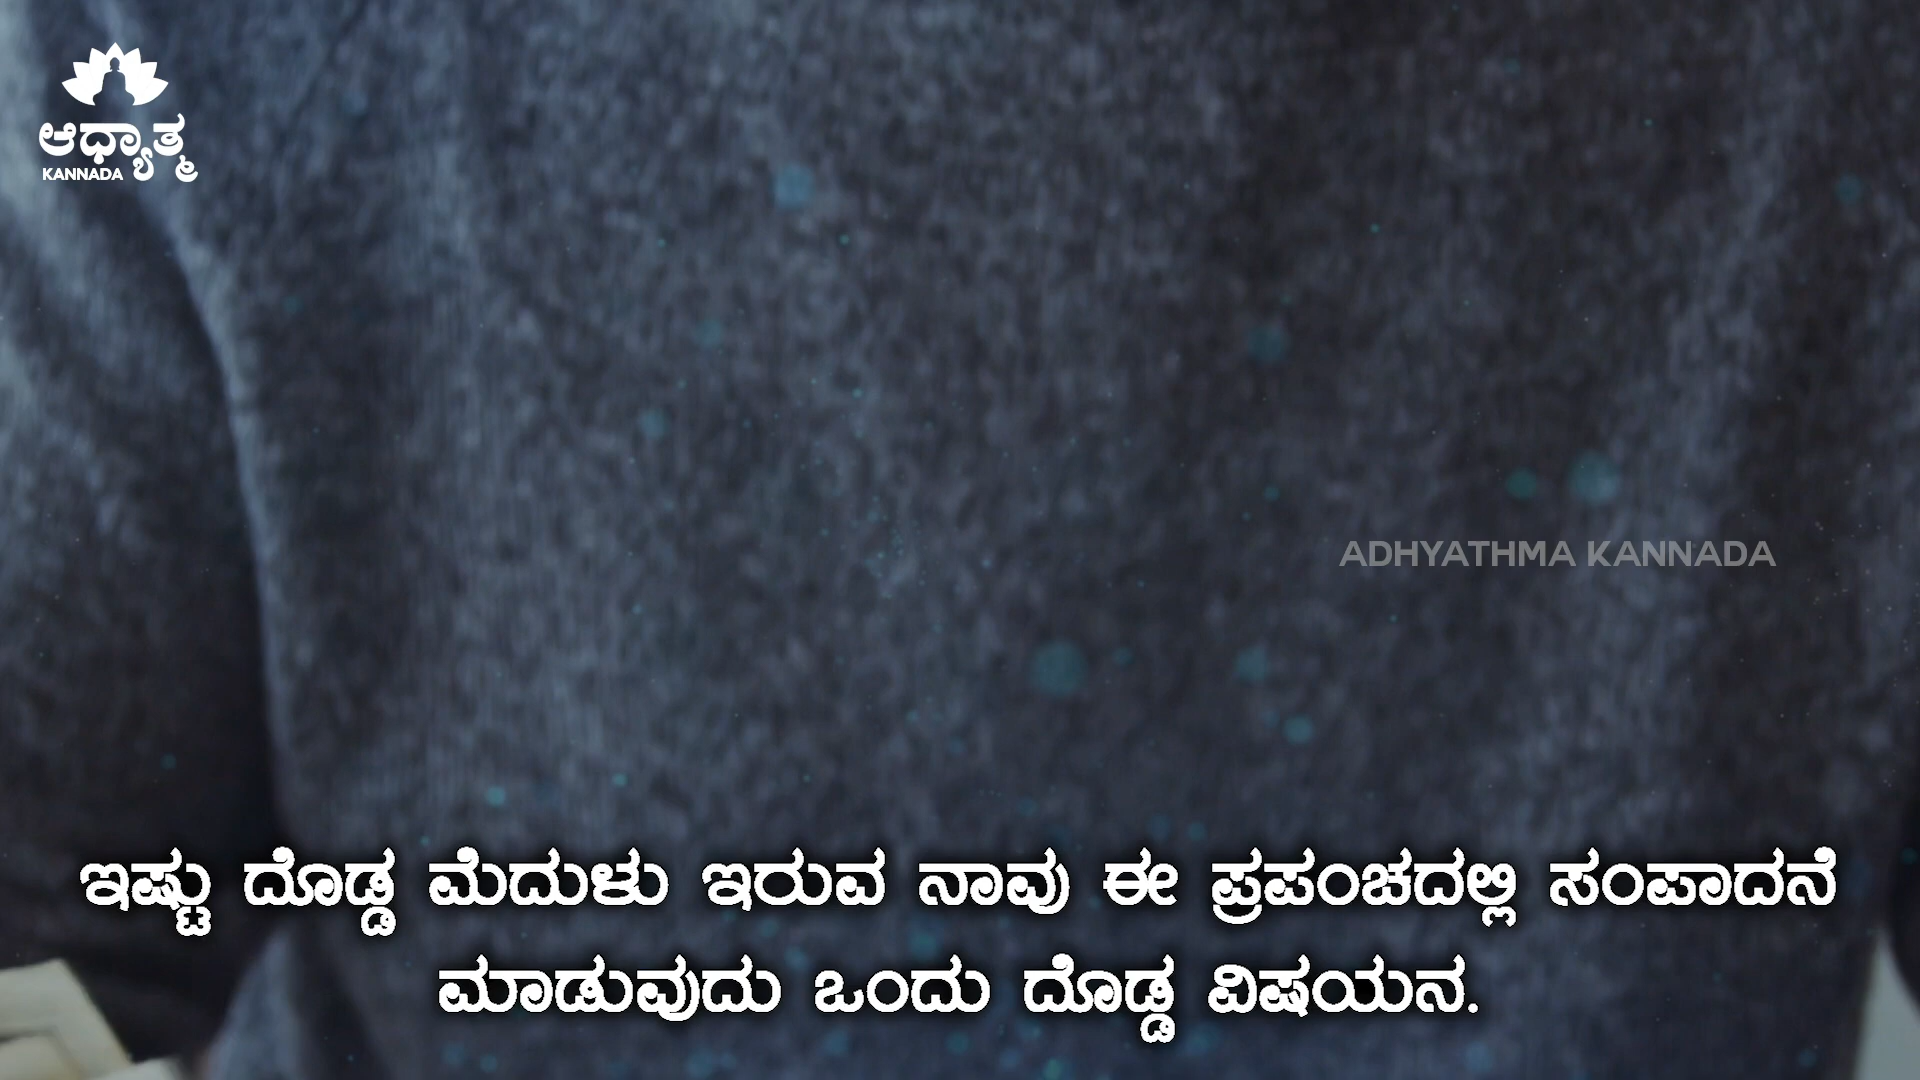 ಆಧ್ಯಾತ್ಮ
KANNADA
ADHYATHMA KANNADA
ಇಷ್ಟು ದೊಡ್ಡ ಮೆದುಳು ಇರುವ ನಾವು ಈ ಪ್ರಪಂಚದಲ್ಲಿ ಸಂಪಾದನೆ
ಮಾಡುವುದು ಒಂದು ದೊಡ್ಡ ವಿಷಯನ.